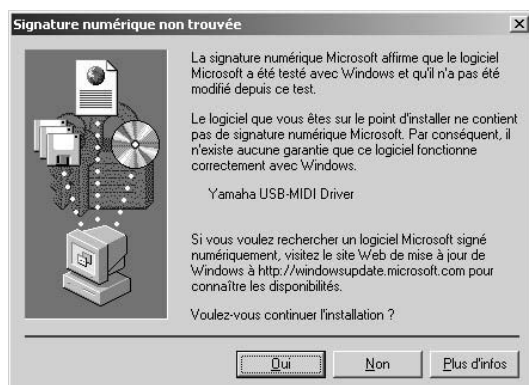 Signature numérique non trouvée
La signature numérique Microsoft affirme que le logiciel
Microsoft a été testé avec Windows et qu'il n'a pas été
modifié depuis ce test.
Le logiciel que vous êtes sur le point d'installer ne contient
pas de signature numérique Microsoft. Par conséquent, il
n'existe aucune garantie que ce logiciel fonctionne
correctement avec Windows.
Yamaha USB-MIDI Driver
Si vous voulez rechercher un logiciel Microsoft signé
numériquement, visitez le site Web de mise à jour de
Windows à http://windowsupdate.microsoft.com pour
connaître les disponibilités.
Voulez-vous continuer l'installation ?
Oui
Non
Plus d'infos